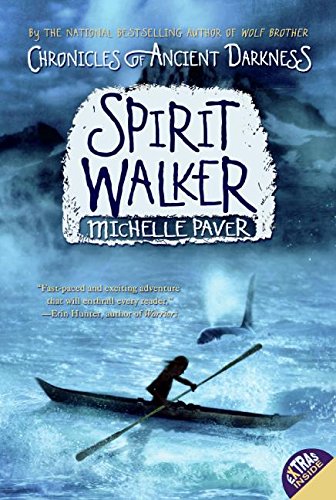 BY THE NATIONAL BESTSELLING AUTHOR OF WOLF BROTHER
CHRONICLES OF ANCIENT DARKNESS
SPIRIT
WALKER
MICHELLE PAVER
"Fast-paced and exciting adventure
that will enthrall every reader."
—Erin Hunter, author of Warriors
EXTRAS
INSIDE